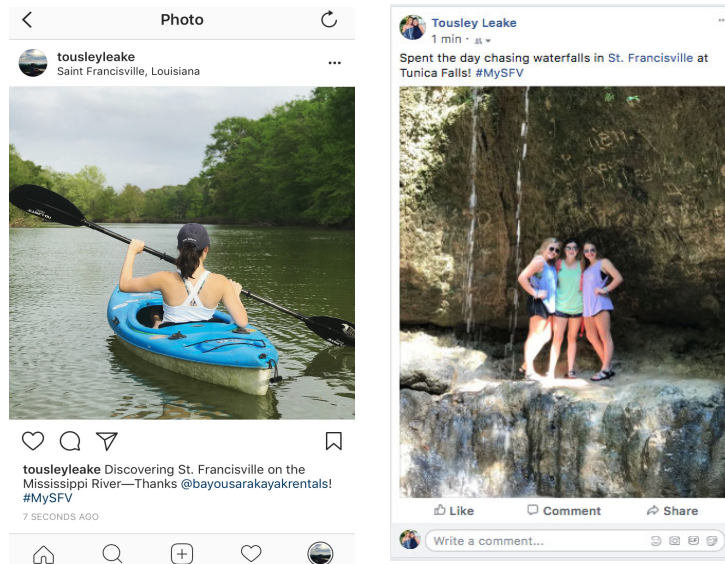 Photo
tousleyleake
Saint Francisville, Louisiana
tousleyleake Discovering St. Francisville on the
Mississippi River—Thanks @bayousarakayakrentals!
#MySFV
7 SECONDS AGO
Tousley Leake
1 min ·
Spent the day chasing waterfalls in St. Francisville at
Tunica Falls! #MySFV
Like Comment Share
Write a comment...
GIF